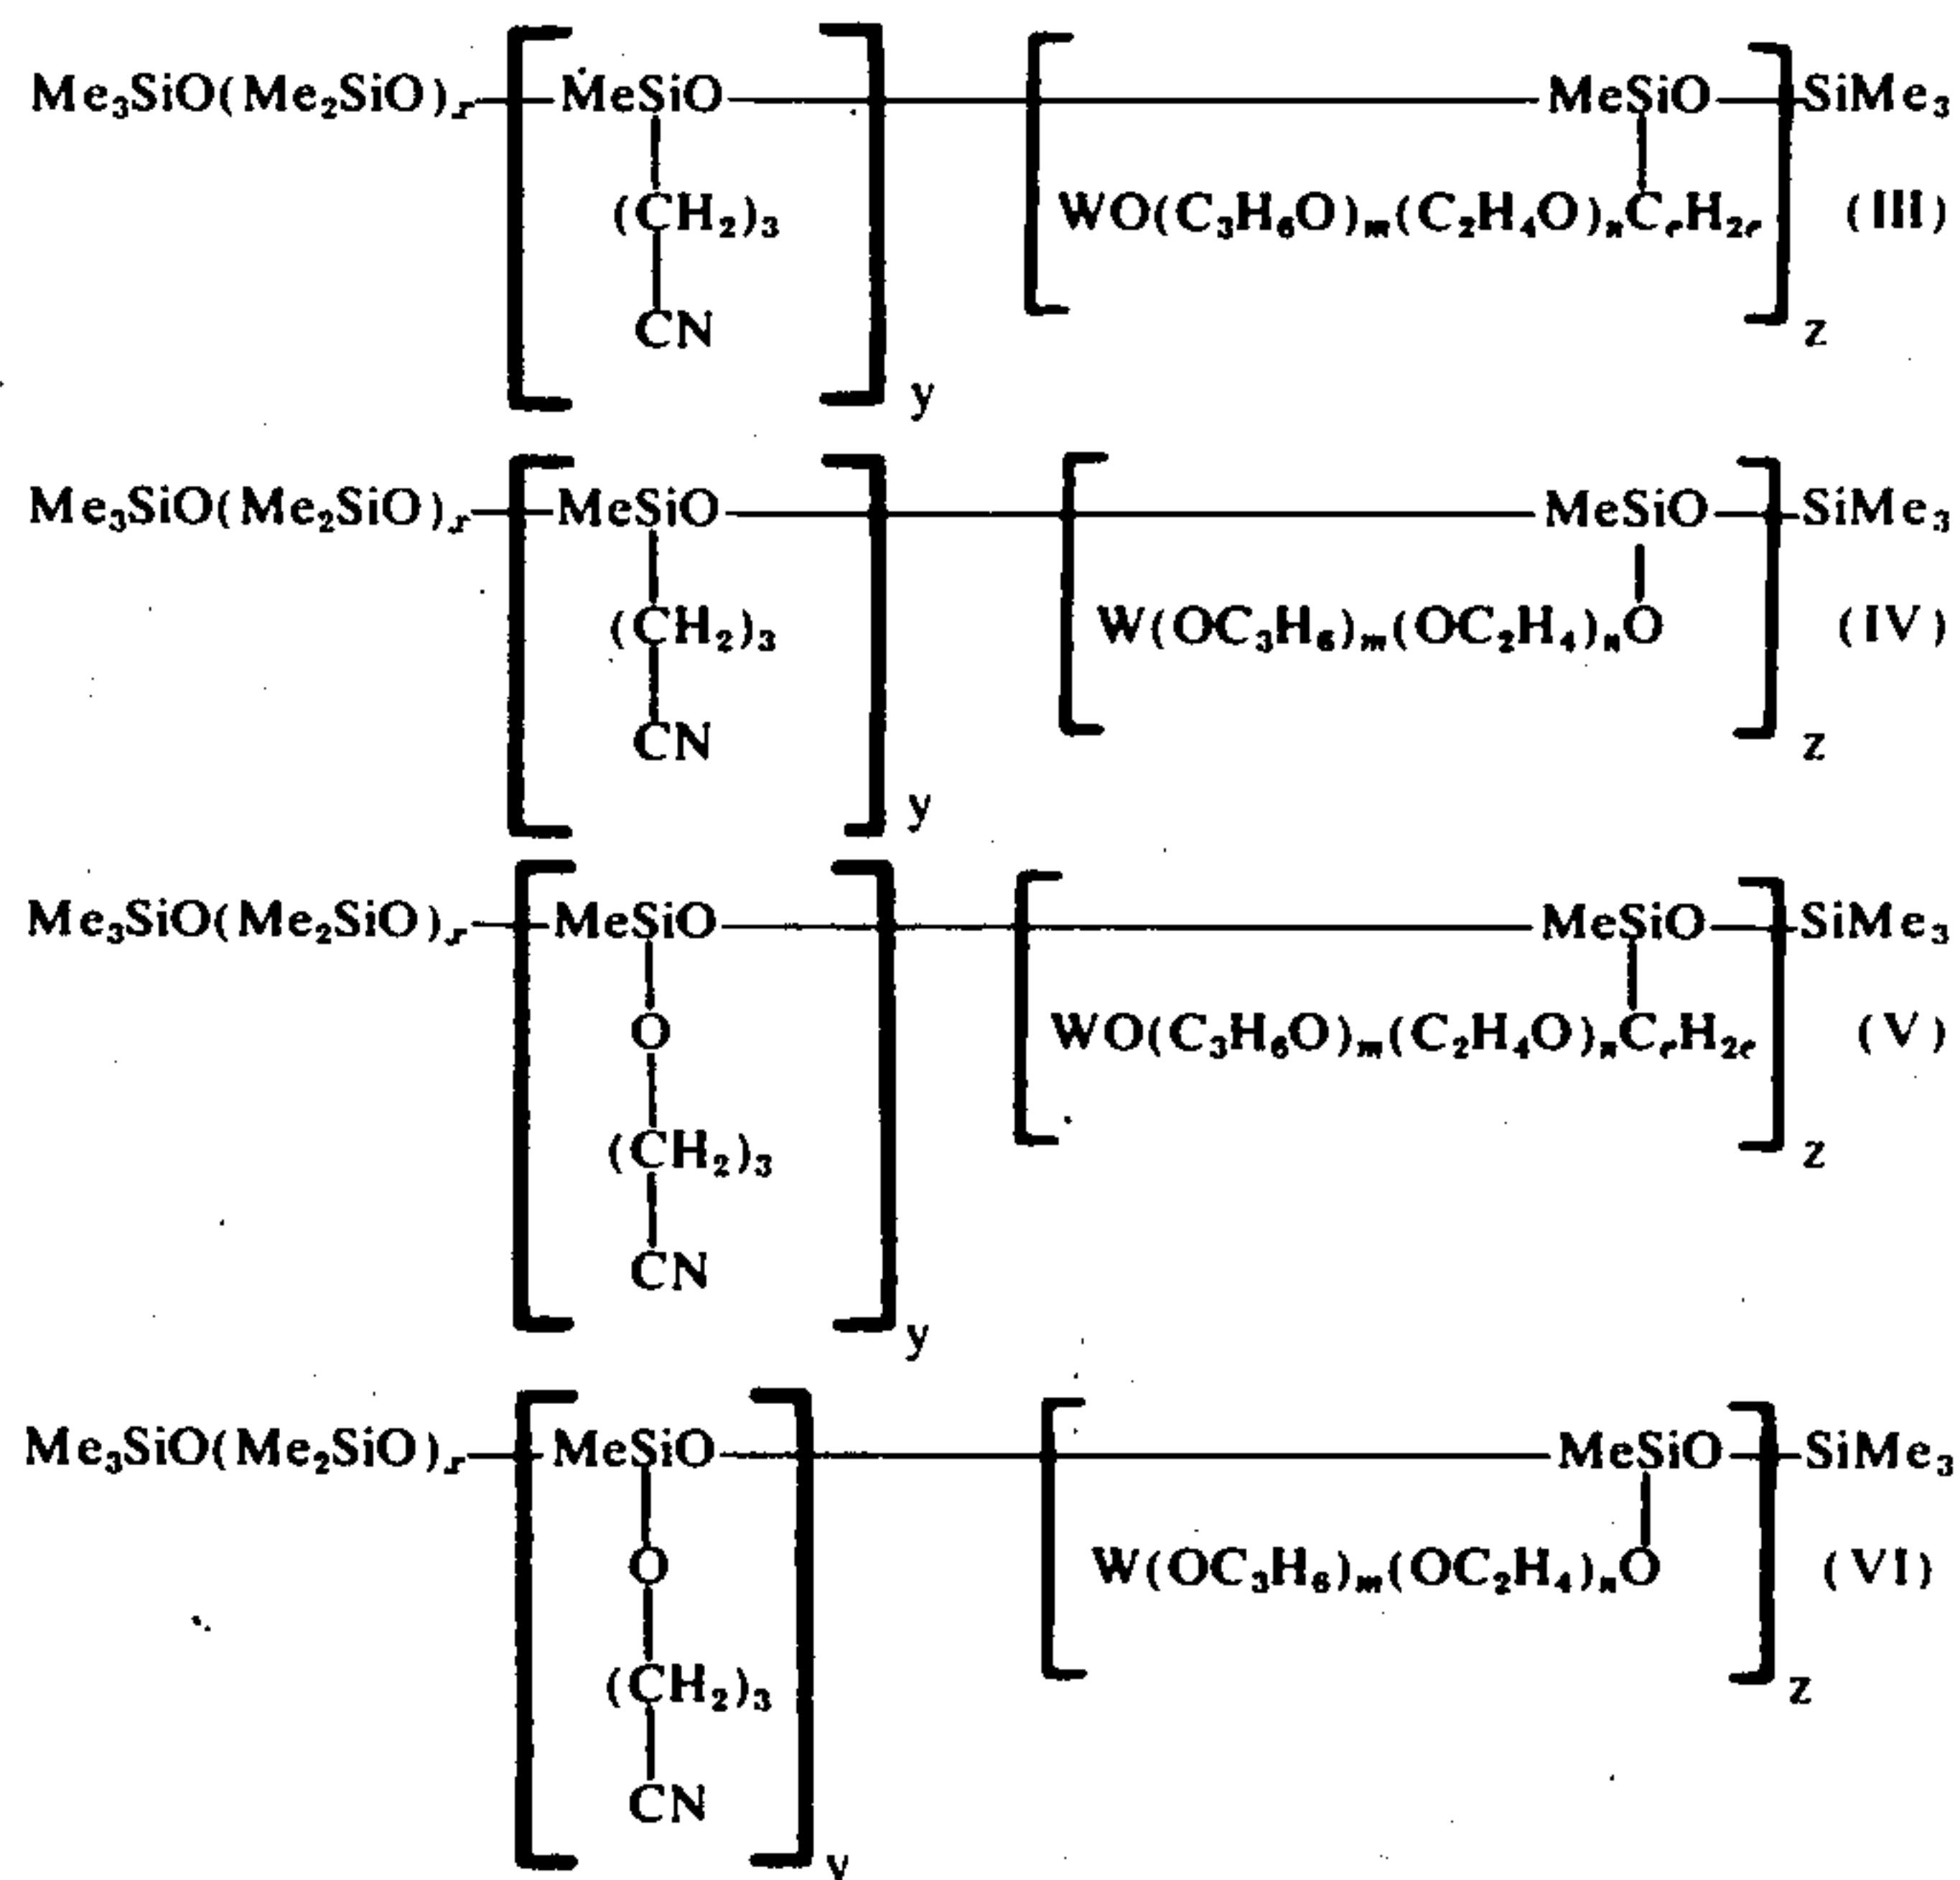 Me₃SiO(Me₂SiO)ₓ MeSiO MeSiO SiMe₃
(CH₂)₃ WO(C₃H₆O)ₘ(C₂H₄O)ₙCₑH₂ₑ (III)
CN z
y
Me₃SiO(Me₂SiO)ₓ MeSiO MeSiO SiMe₃
(CH₂)₃ W(OC₃H₆)ₘ(OC₂H₄)ₙO (IV)
CN z
y
Me₃SiO(Me₂SiO)ₓ MeSiO MeSiO SiMe₃
O WO(C₃H₆O)ₘ(C₂H₄O)ₙCₑH₂ₑ (V)
(CH₂)₃ z
CN
y
Me₃SiO(Me₂SiO)ₓ MeSiO MeSiO SiMe₃
O W(OC₃H₆)ₘ(OC₂H₄)ₙO (VI)
(CH₂)₃ z
CN
y